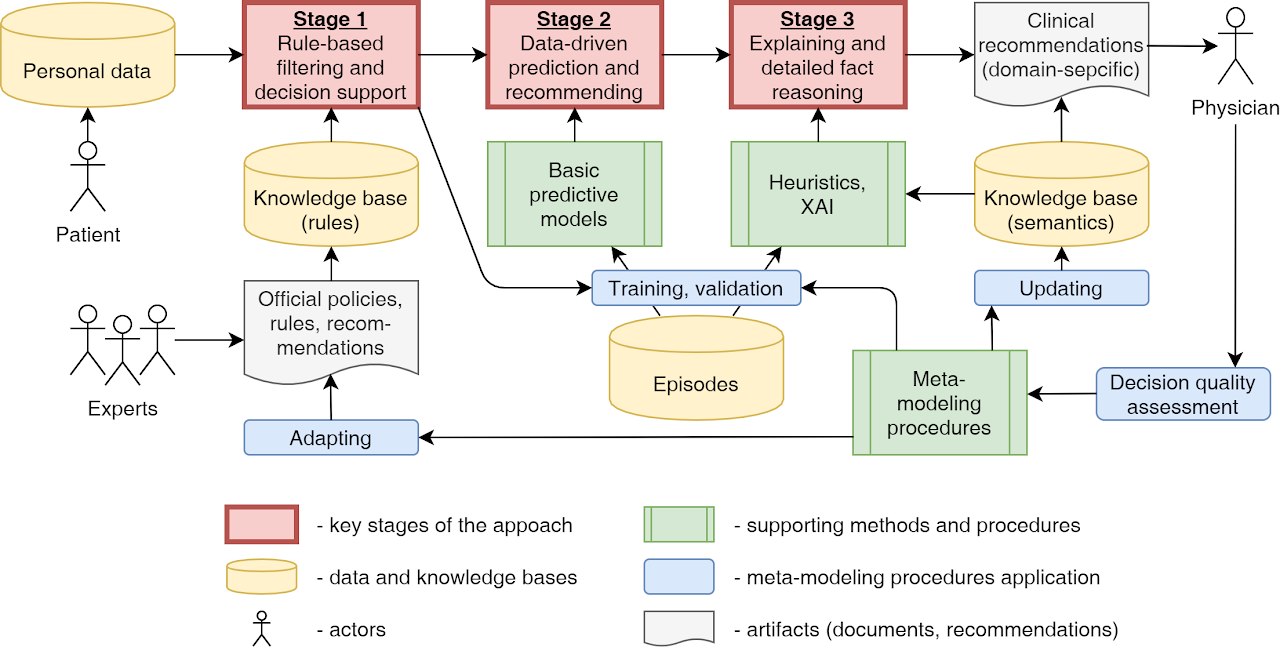 Personal data
Patient
Stage 1
Rule-based
filtering and
decision support
Stage 2
Data-driven
prediction and
recommending
Stage 3
Explaining and
detailed fact
reasoning
Clinical
recommendations
(domain-sepcific)
Physician
Knowledge base
(rules)
Basic
predictive
models
Heuristics,
XAI
Knowledge base
(semantics)
Official policies,
rules, recom-
mendations
Experts
Training, validation
Updating
Episodes
Meta-
modeling
procedures
Decision quality
assessment
Adapting
- key stages of the appoach
- supporting methods and procedures
- data and knowledge bases
- meta-modeling procedures application
- actors
- artifacts (documents, recommendations)